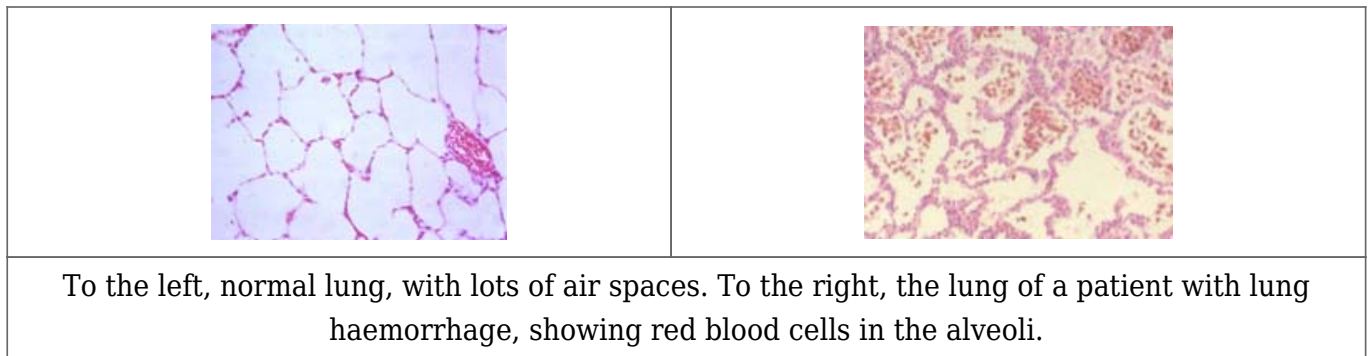 To the left, normal lung, with lots of air spaces. To the right, the lung of a patient with lung
haemorrhage, showing red blood cells in the alveoli.